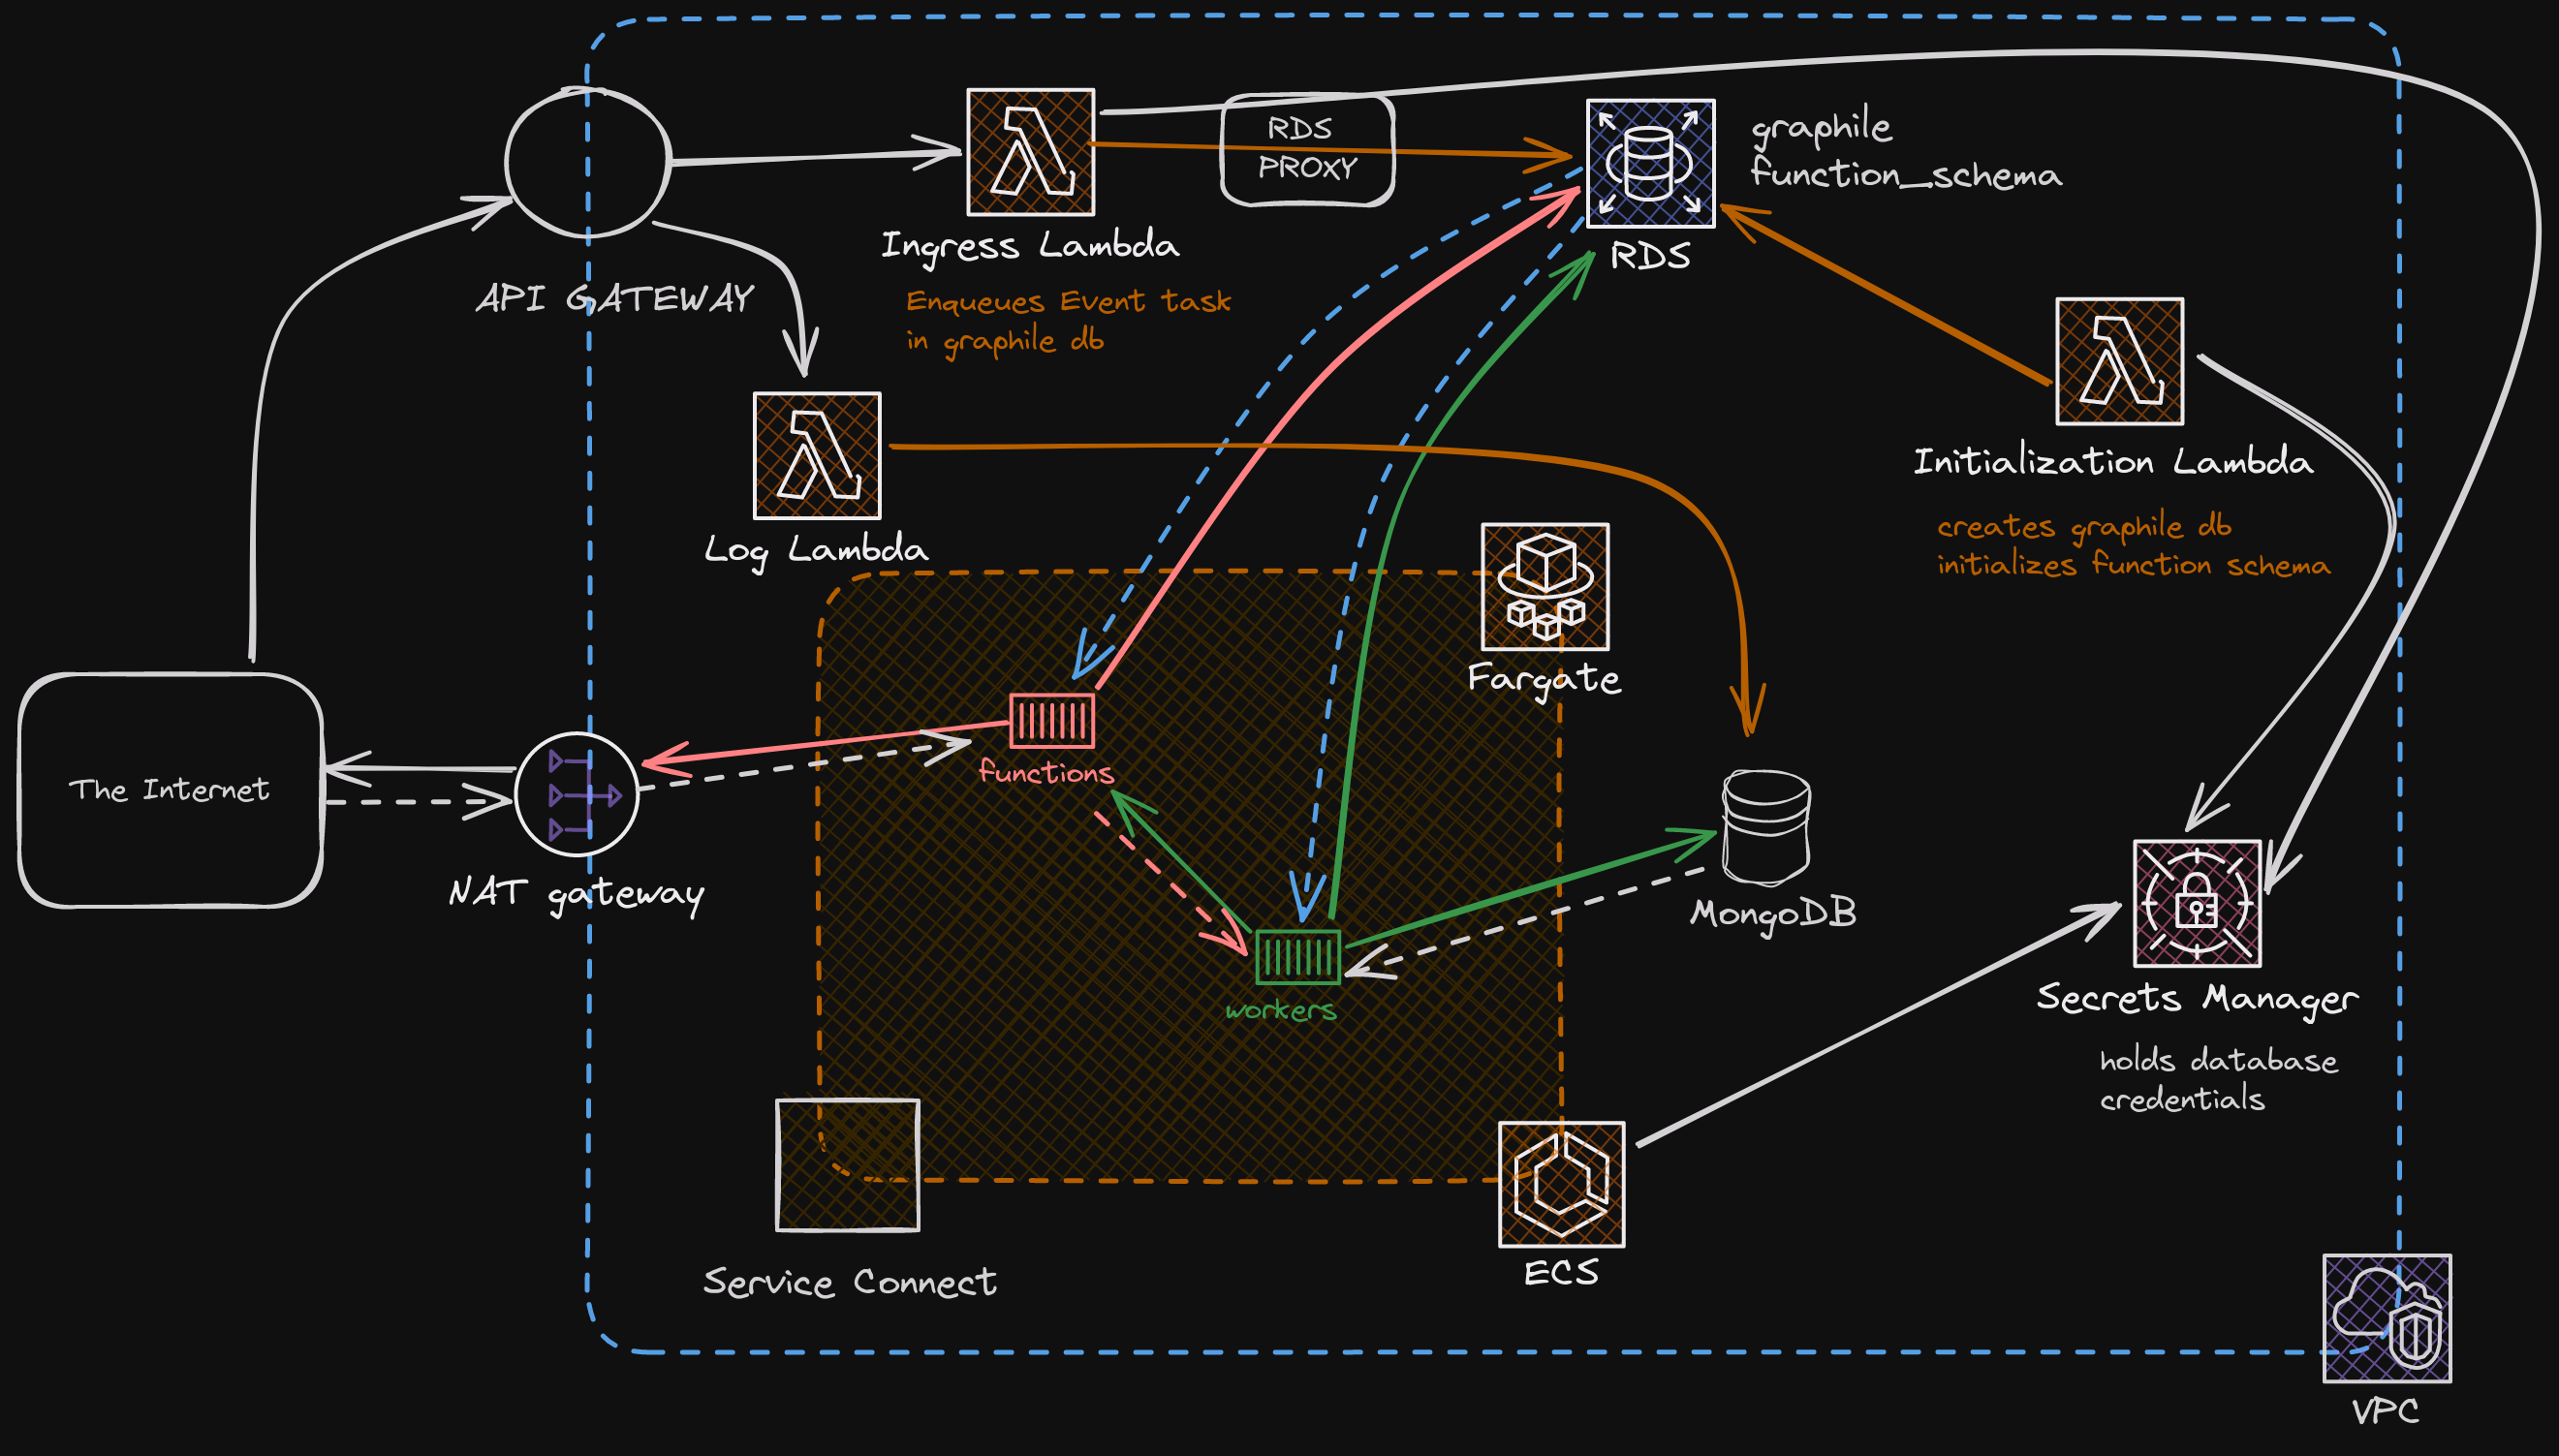 RDS
PROXY
graphile
function_schema
Ingress Lambda
RDS
Enqueues Event task
in graphile db
API GATEWAY
Initialization Lambda
creates graphile db
initializes function schema
Log Lambda
Fargate
functions
The Internet
NAT gateway
MongoDB
workers
Secrets Manager
holds database
credentials
Service Connect
ECS
VPC